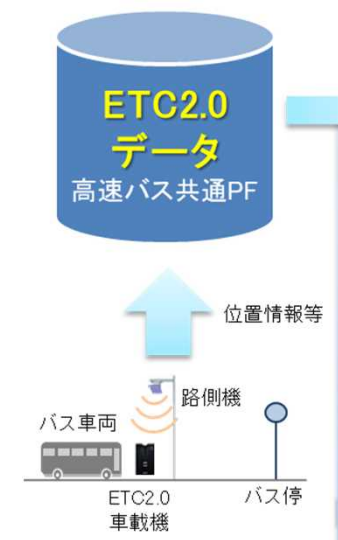 ETC2.0
データ
高速バス共通PF
位置情報等
路側機
バス車両
ETC2.0
車載機
バス停